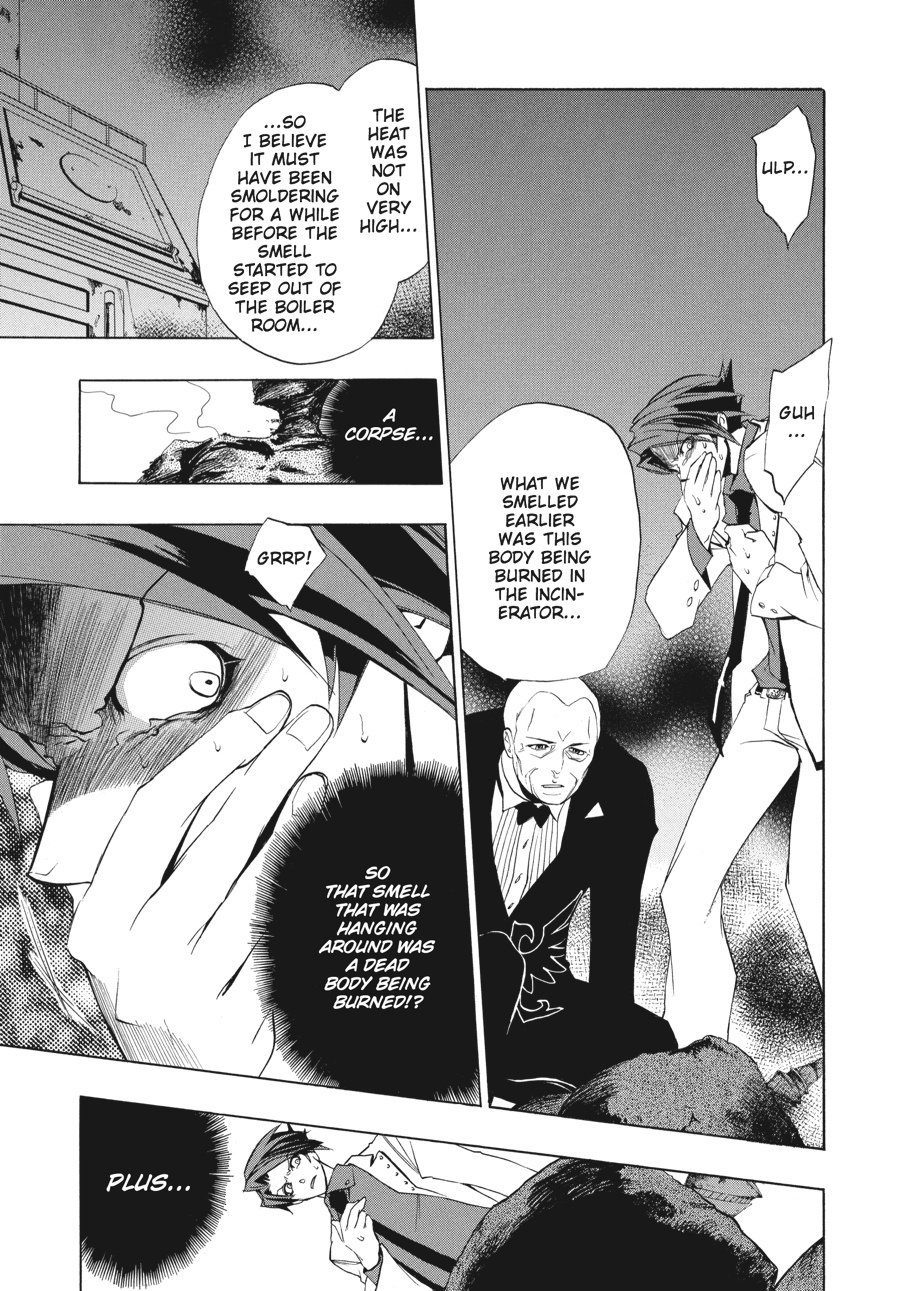 ULP...
GUH
...
WHAT WE
SMELLED
EARLIER
WAS THIS
BODY BEING
BURNED IN
THE INCIN-
ERATOR...
THE
HEAT
WAS
NOT
ON
VERY
HIGH...
...SO
I BELIEVE
IT MUST
HAVE BEEN
SMOLDERING
FOR A WHILE
BEFORE THE
SMELL
STARTED TO
SEEP OUT OF
THE BOILER
ROOM...
A
CORPSE...
GRRP!
SO
THAT SMELL
THAT WAS
HANGING
AROUND WAS
A DEAD
BODY BEING
BURNED!?
PLUS...